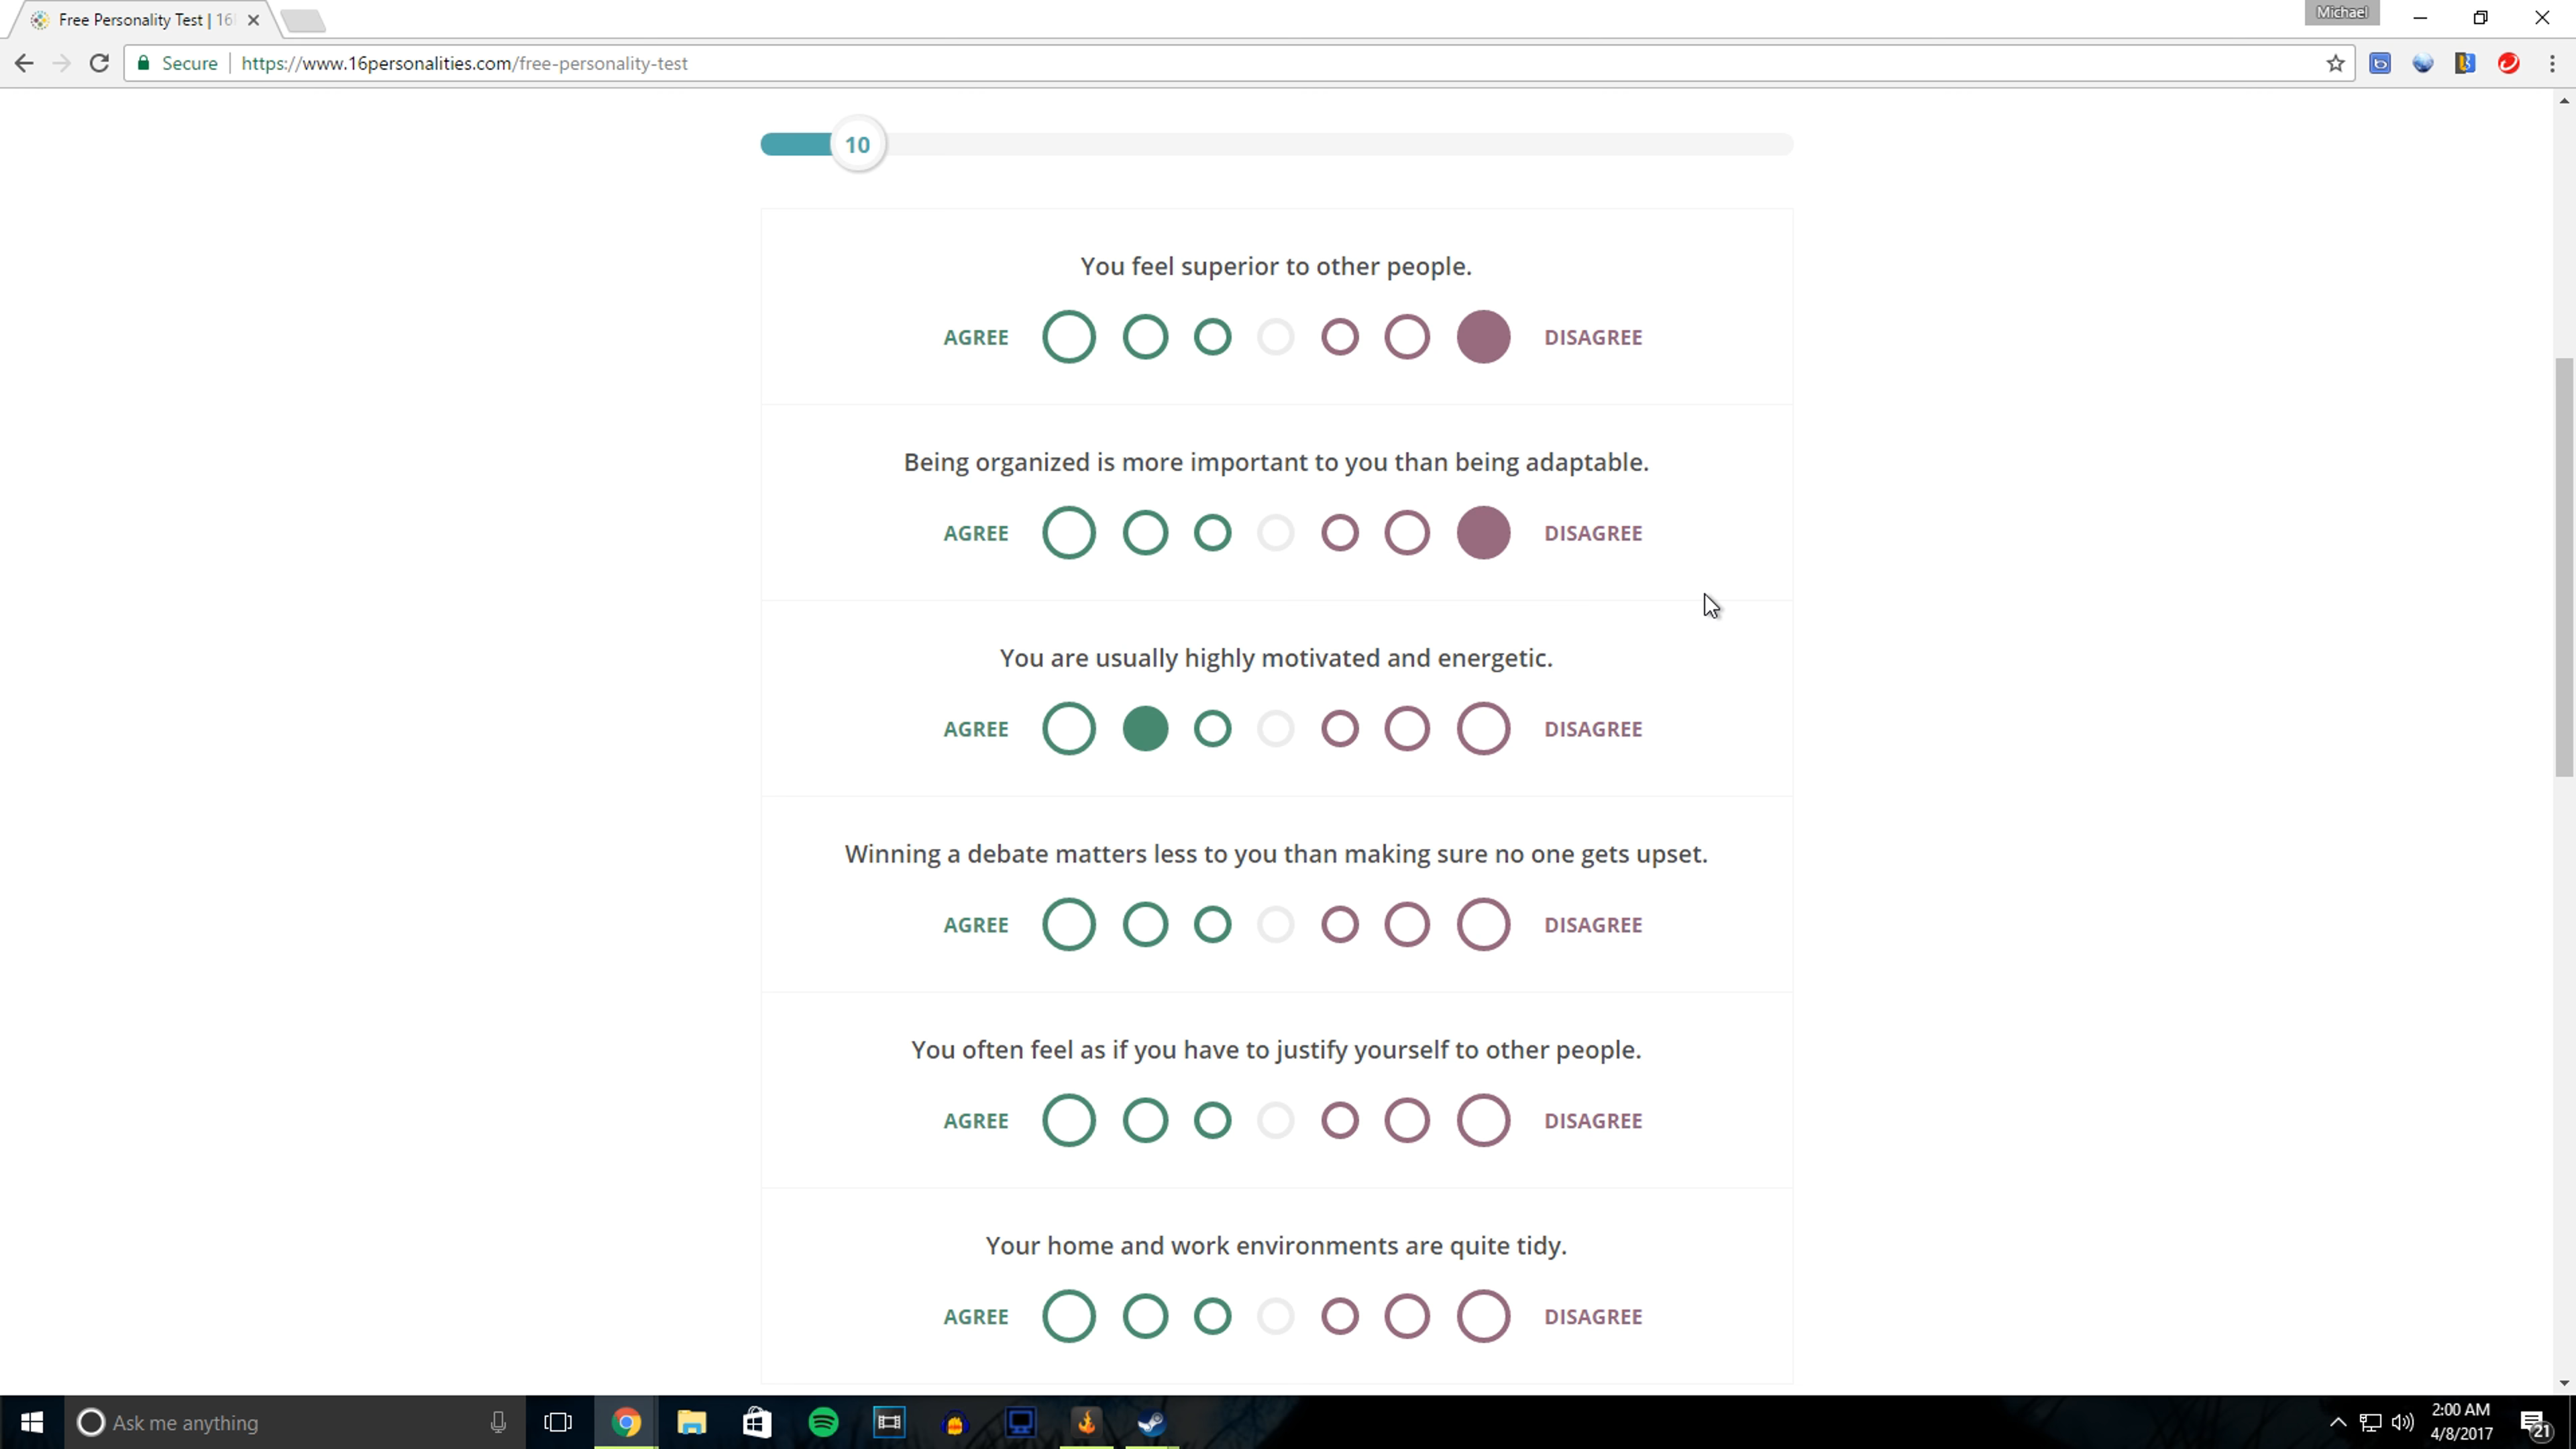 Free Personality Test | 16
Michael
Secure
https://www.16personalities.com/free-personality-test
10
You feel superior to other people.
AGREE DISAGREE
Being organized is more important to you than being adaptable.
AGREE DISAGREE
You are usually highly motivated and energetic.
AGREE DISAGREE
Winning a debate matters less to you than making sure no one gets upset.
AGREE DISAGREE
You often feel as if you have to justify yourself to other people.
AGREE DISAGREE
Your home and work environments are quite tidy.
AGREE DISAGREE
Ask me anything
2:00 AM
4/8/2017
21